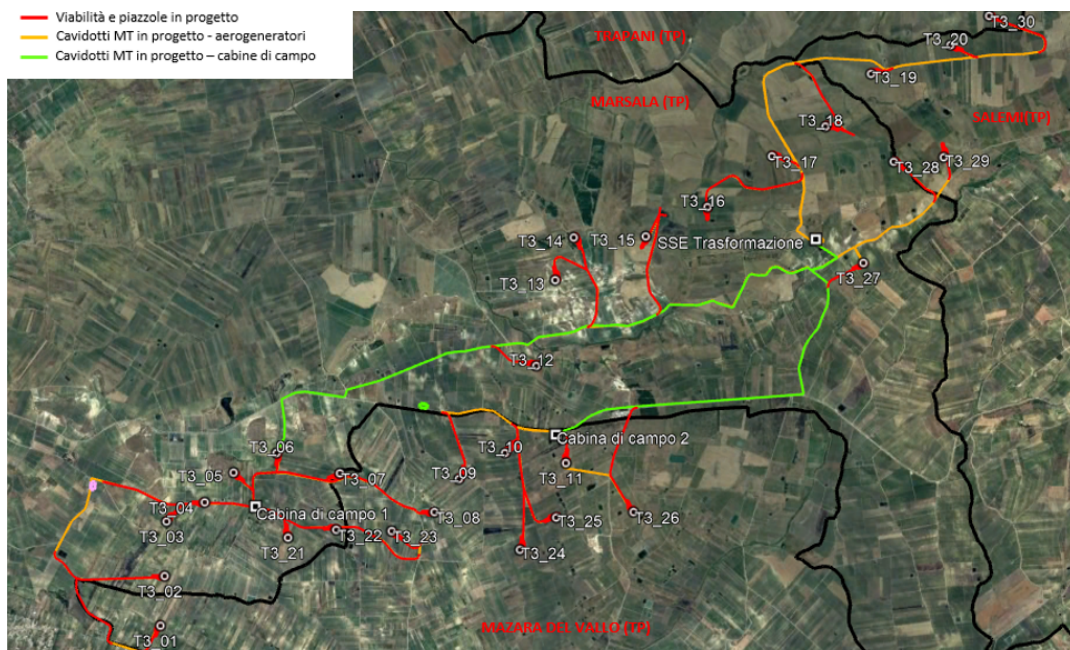 Viabilità e piazzole in progetto
Cavidotti MT in progetto - aerogeneratori
Cavidotti MT in progetto – cabine di campo
T3_30
TRAPANI (TP)
T3_20
T3_19
MARSALA (TP)
SALEMI(TP)
T3_18
T3_17
T3_28
T3_29
T3_16
T3_14
T3_15
SSE Trasformazione
T3_13
T3_27
T3_12
T3_06
T3_10
Cabina di campo 2
T3_05
T3_07
T3_09
T3_11
T3_04
Cabina di campo 1
T3_08
T3_25
T3_26
T3_03
T3_21
T3_22
T3_23
T3_24
T3_02
T3_01
MAZARA DEL VALLO (TP)